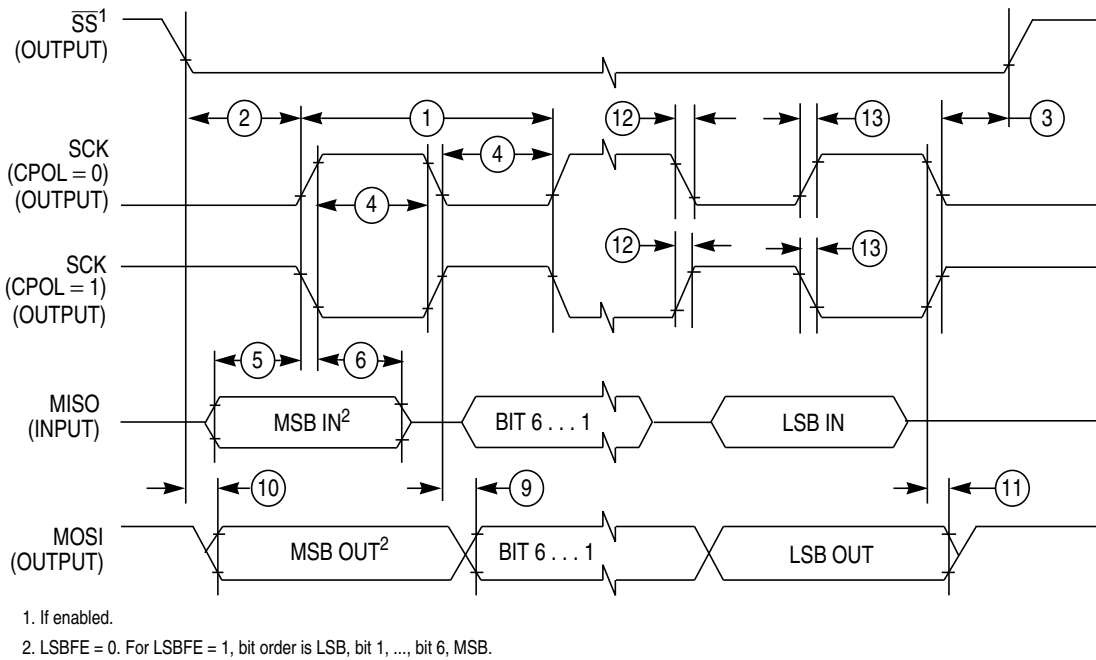 SS¹
(OUTPUT)
2
1
12
13
3
SCK
(CPOL = 0)
(OUTPUT)
4
4
SCK
(CPOL = 1)
(OUTPUT)
12
13
5
6
MISO
(INPUT)
MSB IN²
BIT 6 . . . 1
LSB IN
10
9
11
MOSI
(OUTPUT)
MSB OUT²
BIT 6 . . . 1
LSB OUT
1. If enabled.
2. LSBFE = 0. For LSBFE = 1, bit order is LSB, bit 1, ..., bit 6, MSB.